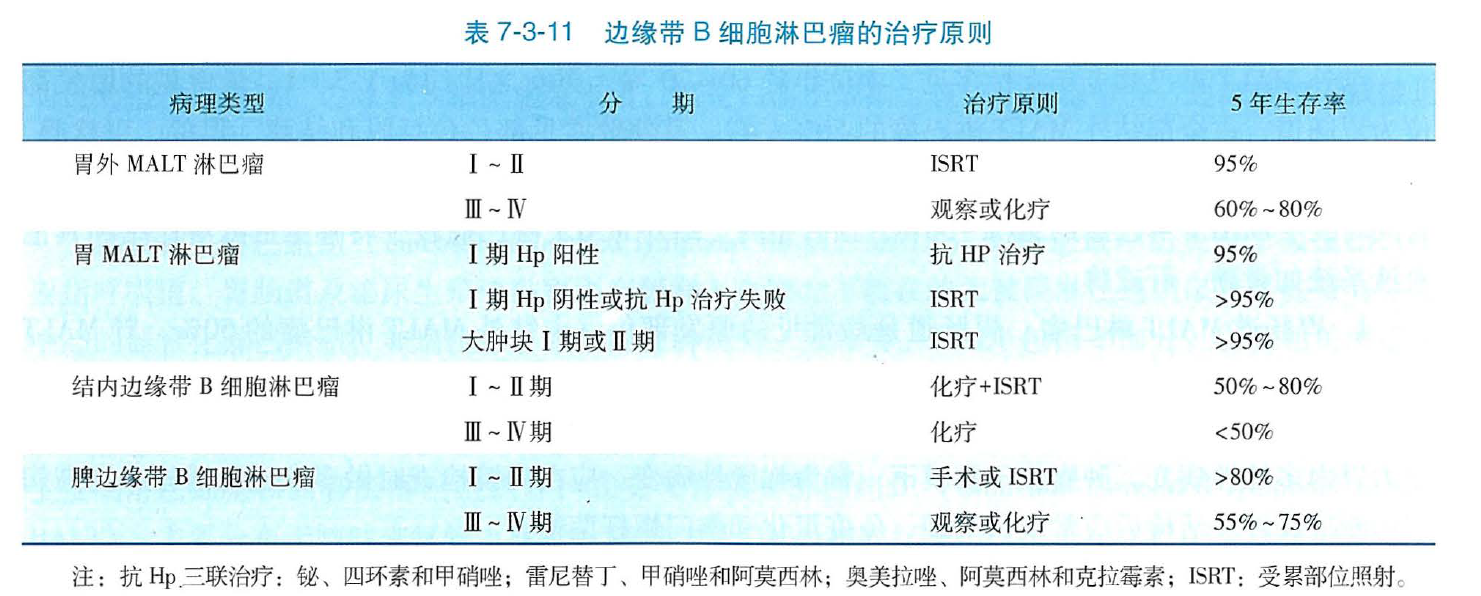 表 7-3-11 边缘带 B 细胞淋巴瘤的治疗原则
病理类型 分 期 治疗原则 5 年生存率
胃外 MALT 淋巴瘤 Ⅰ ~ Ⅱ ISRT 95%
Ⅲ ~ Ⅳ 观察或化疗 60%~80%
胃 MALT 淋巴瘤 Ⅰ期 Hp 阳性 抗 HP 治疗 95%
Ⅰ期 Hp 阴性或抗 Hp 治疗失败 ISRT >95%
大肿块Ⅰ期或Ⅱ期 ISRT >95%
结内边缘带 B 细胞淋巴瘤 Ⅰ ~ Ⅱ期 化疗+ISRT 50%~80%
Ⅲ ~ Ⅳ期 化疗 <50%
脾边缘带 B 细胞淋巴瘤 Ⅰ ~ Ⅱ期 手术或 ISRT >80%
Ⅲ ~ Ⅳ期 观察或化疗 55%~75%
注：抗 Hp 三联治疗：铋、四环素和甲硝唑；雷尼替丁、甲硝唑和阿莫西林；奥美拉唑、阿莫西林和克拉霉素；ISRT：受累部位照射。